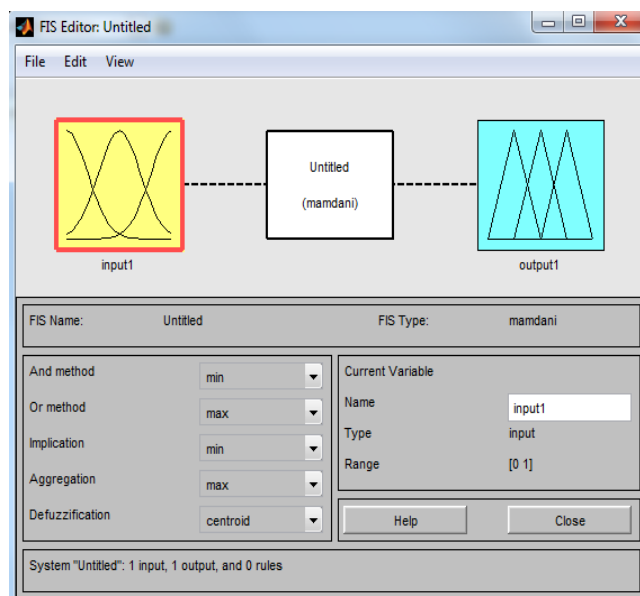 FIS Editor: Untitled
File Edit View
Untitled
(mamdani)
input1
output1
FIS Name: Untitled FIS Type: mamdani
And method min
Or method max
Implication min
Aggregation max
Defuzzification centroid
Current Variable
Name input1
Type input
Range [0 1]
Help Close
System "Untitled": 1 input, 1 output, and 0 rules